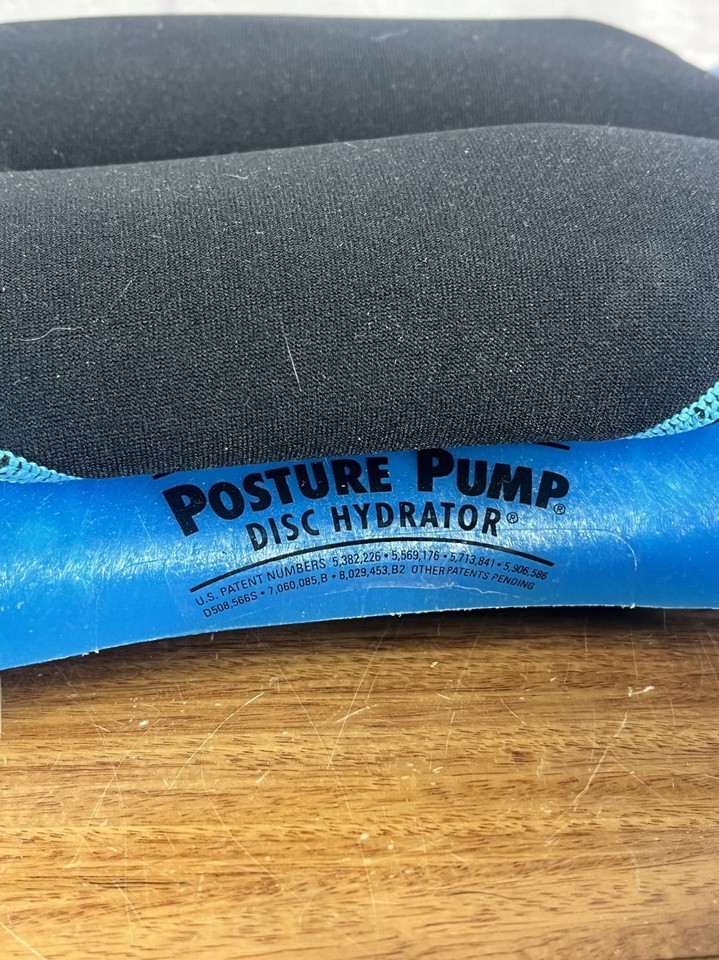 POSTURE PUMP®
DISC HYDRATOR®
U.S. PATENT NUMBERS 5,382,226 • 5,569,176 • 5,713,841 • 5,906,586
D508,566S • 7,060,085,B • 8,029,453,B2 OTHER PATENTS PENDING